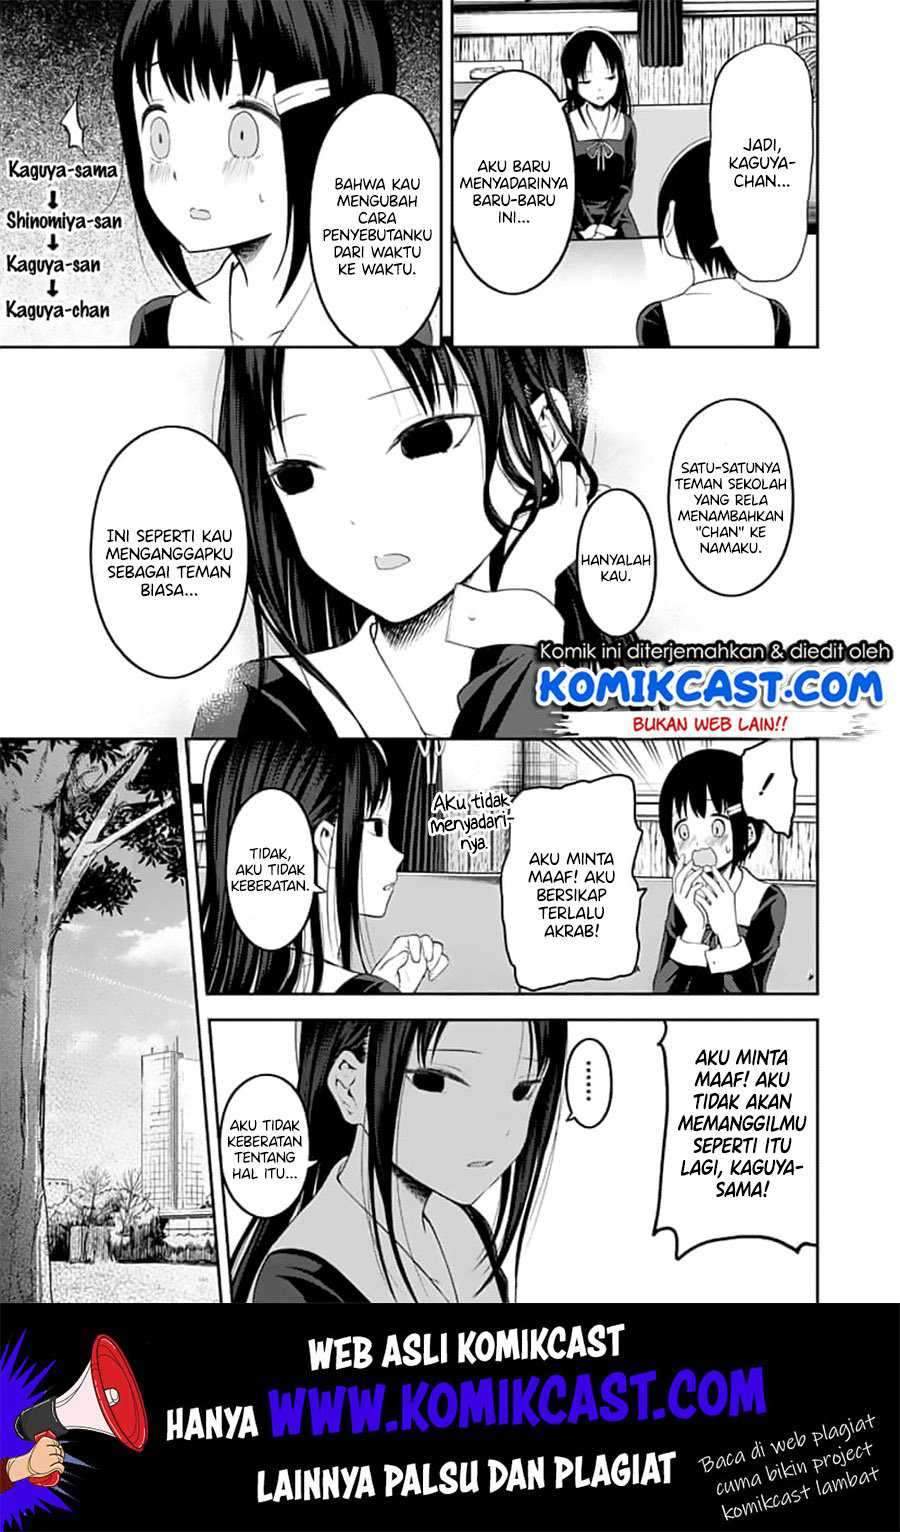 JADI,
KAGUYA-
CHAN...
AKU BARU
MENYADARINYA
BARU-BARU
INI...
BAHWA KAU
MENGUBAH
CARA
PENYEBUTANKU
DARI WAKTU
KE WAKTU.
Kaguya-sama
Shinomiya-san
Kaguya-san
Kaguya-chan
SATU-SATUNYA
TEMAN SEKOLAH
YANG RELA
MENAMBAHKAN
"CHAN" KE
NAMAKU.
HANYALAH
KAU.
INI SEPERTI KAU
MENGANGGAPKU
SEBAGAI TEMAN
BIASA...
Komik ini diterjemahkan & diedit oleh
KOMIKCAST.COM
BUKAN WEB LAIN!!
!
AKU MINTA
MAAF! AKU
BERSIKAP
TERLALU
AKRAB!
AKu tidak
menyadari-
nya.
TIDAK,
AKU TIDAK
KEBERATAN.
AKU MINTA
MAAF! AKU
TIDAK AKAN
MEMANGGILMU
SEPERTI ITU
LAGI, KAGUYA-
SAMA!
......
AKU TIDAK
KEBERATAN
TENTANG
HAL ITU...
WEB ASLI KOMIKCAST
HANYA WWW.KOMIKCAST.COM
LAINNYA PALSU DAN PLAGIAT
Baca di web plagiat
cuma bikin project
komikcast lambat